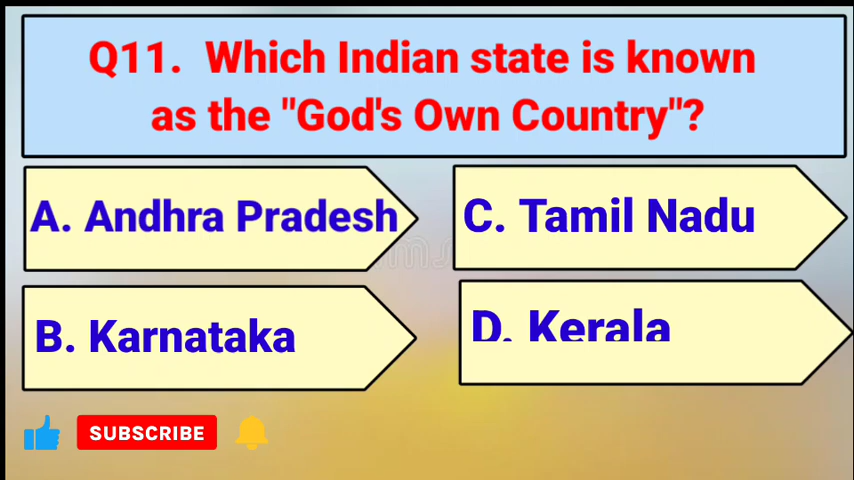 Q11. Which Indian state is known
as the "God's Own Country"?
A. Andhra Pradesh
C. Tamil Nadu
B. Karnataka
D. Kerala
SUBSCRIBE